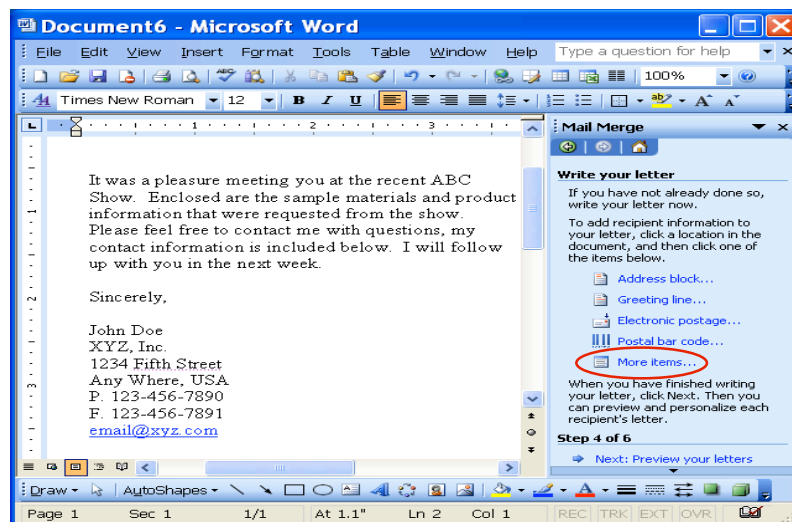 Document6 - Microsoft Word
File Edit View Insert Format Tools Table Window Help Type a question for help
100%
Times New Roman 12 B I U
1 2 3
Mail Merge
Write your letter
If you have not already done so,
write your letter now.
To add recipient information to
your letter, click a location in the
document, and then click one of
the items below.
Address block...
Greeting line...
Electronic postage...
Postal bar code...
More items...
When you have finished writing
your letter, click Next. Then you
can preview and personalize each
recipient's letter.
Step 4 of 6
Next: Preview your letters
It was a pleasure meeting you at the recent ABC
Show. Enclosed are the sample materials and product
information that were requested from the show.
Please feel free to contact me with questions, my
contact information is included below. I will follow
up with you in the next week.
Sincerely,
John Doe
XYZ, Inc.
1234 Fifth Street
Any Where, USA
P. 123-456-7890
F. 123-456-7891
email@xyz.com
Draw AutoShapes
Page 1 Sec 1 1/1 At 1.1" Ln 2 Col 1 REC TRK EXT OVR